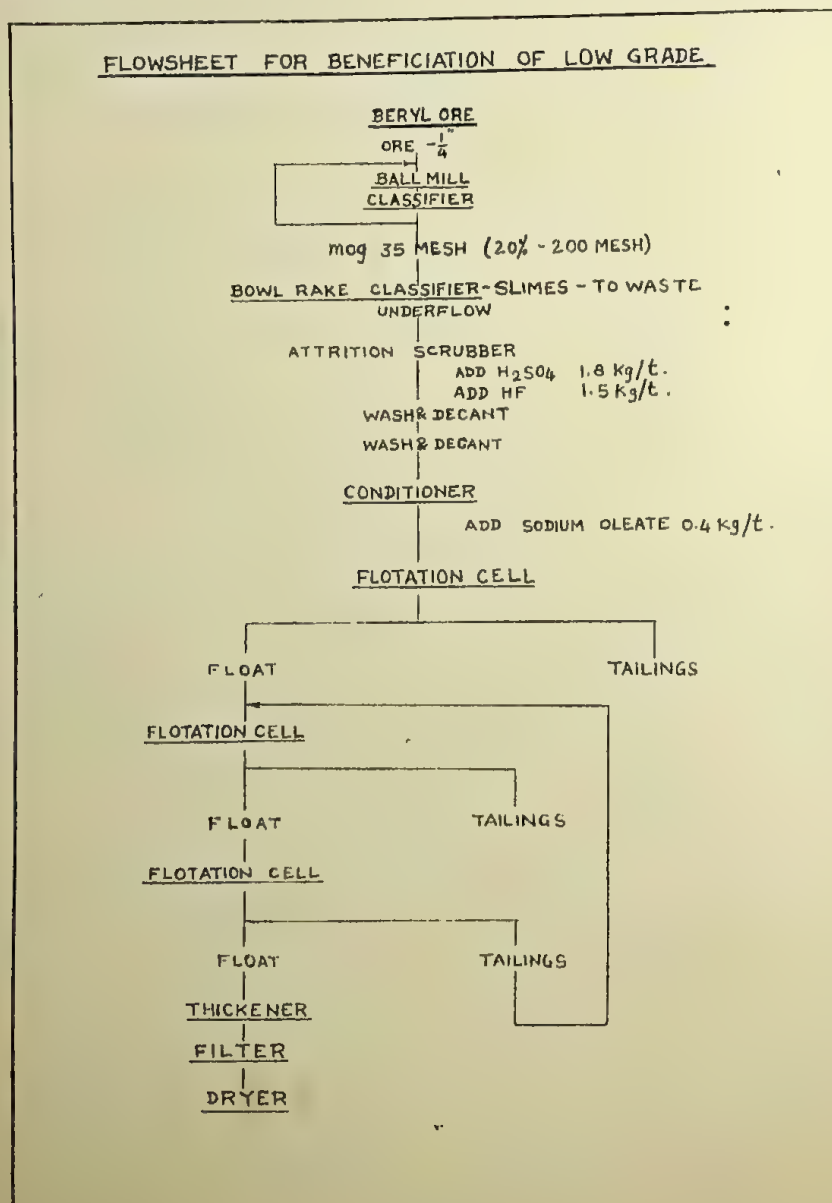 FLOWSHEET FOR BENEFICIATION OF LOW GRADE
BERYL ORE
ORE -1/4"
BALL MILL
CLASSIFIER
mog 35 MESH (20% - 200 MESH)
BOWL RAKE CLASSIFIER-SLIMES - TO WASTE
UNDERFLOW
ATTRITION SCRUBBER
ADD H₂SO₄ 1.8 Kg/t.
ADD HF 1.5 Kg/t.
WASH & DECANT
WASH & DECANT
CONDITIONER
ADD SODIUM OLEATE 0.4 Kg/t.
FLOTATION CELL
FLOAT TAILINGS
FLOTATION CELL
FLOAT TAILINGS
FLOTATION CELL
FLOAT TAILINGS
THICKENER
FILTER
DRYER